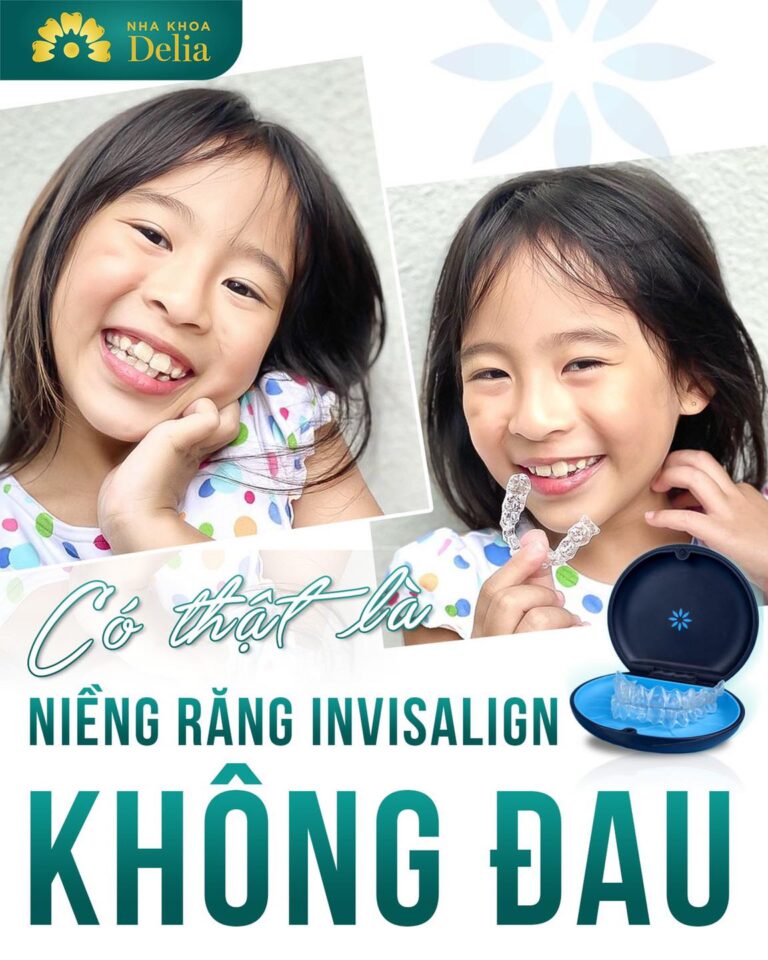 NHA KHOA
Delia
Có thật là
NIỀNG RĂNG INVISALIGN
KHÔNG ĐAU